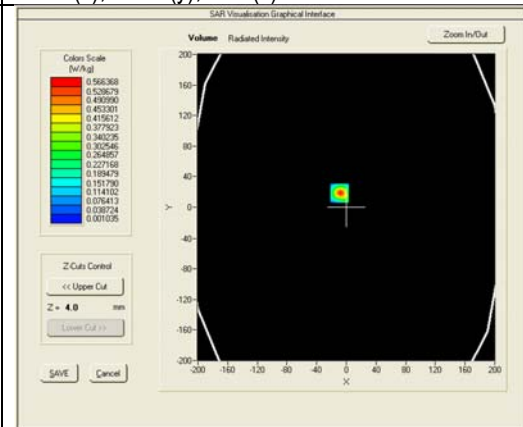 SAR Visualisation Graphical Interface
Volume Radiated Intensity
Zoom In/Out
Colors Scale
(W/kg)
0.566368
0.528679
0.490990
0.453301
0.415612
0.377923
0.340235
0.302546
0.264857
0.227168
0.189479
0.151790
0.114102
0.076413
0.038724
0.001035
200-
160-
120-
80-
40-
Y
0-
-40-
-80-
-120-
-160-
-200-
-200 -160 -120 -80 -40 0 40 80 120 160 200
X
Z-Cuts Control
<< Upper Cut
Z = 4.0 mm
Lower Cut >>
SAVE Cancel